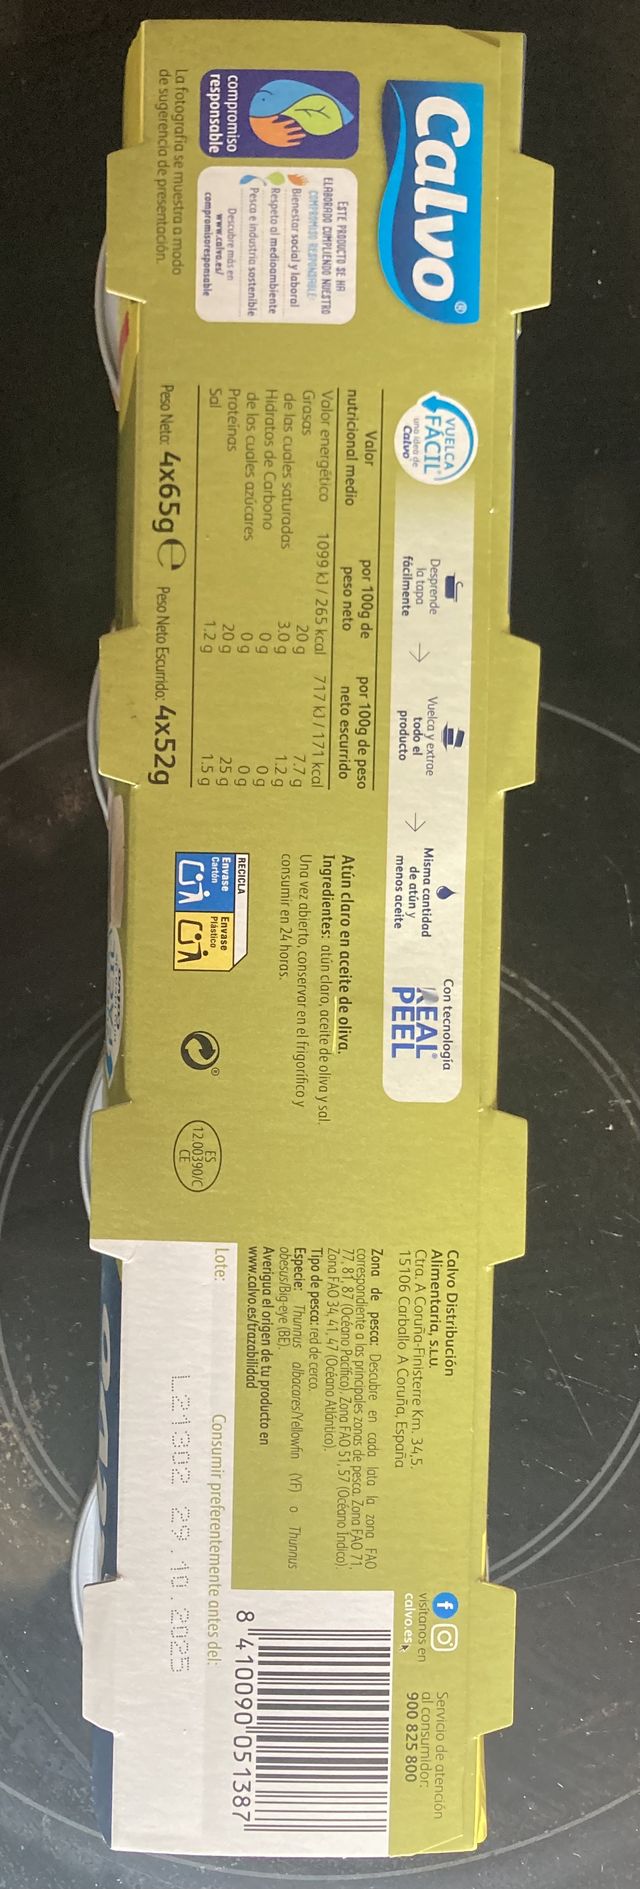 Calvo®
compromiso
responsable
ESTE PRODUCTO SE HA
ELABORADO CUMPLIENDO NUESTRO
COMPROMISO RESPONSABLE:
Bienestar social y laboral
Respeto al medioambiente
Pesca e industria sostenible
Descubre más en
www.calvo.es/
compromisoresponsable
La fotografía se muestra a modo
de sugerencia de presentación.
VUELCA
FÁCIL®
una idea de
Calvo
Desprende
la tapa
fácilmente
→
Vuelca y extrae
todo el
producto
→
Misma cantidad
de atún y
menos aceite
Con tecnología
REAL®
PEEL
Valor
nutricional medio
por 100g de
peso neto
por 100g de peso
neto escurrido
Valor energético 1099 kJ / 265 kcal 717 kJ / 171 kcal
Grasas 20 g 7.7 g
de las cuales saturadas 3.0 g 1.2 g
Hidratos de Carbono 0 g 0 g
de los cuales azúcares 0 g 0 g
Proteínas 20 g 25 g
Sal 1.2 g 1.5 g
Peso Neto: 4x65g ℮ Peso Neto Escurrido: 4x52g
Atún claro en aceite de oliva.
Ingredientes: atún claro, aceite de oliva y sal.
Una vez abierto, conservar en el frigorífico y
consumir en 24 horas.
RECICLA
Envase
Cartón
Envase
Plástico
®
ES
12.00390/C
CE
Calvo Distribución
Alimentaria, S.L.U.
Ctra. A Coruña-Finisterre Km. 34,5.
15106 Carballo A Coruña, España
visítanos en
calvo.es
Servicio de atención
al consumidor:
900 825 800
Zona de pesca: Descubre en cada lata la zona FAO
correspondiente a las principales zonas de pesca. Zona FAO 71,
77, 81, 87 (Océano Pacífico). Zona FAO 51, 57 (Océano Índico).
Zona FAO 34, 41, 47 (Océano Atlántico).
Tipo de pesca: red de cerco.
Especie: Thunnus albacares/Yellowfin (YF) o Thunnus
obesus/Big-eye (BE)
Averigua el origen de tu producto en
www.calvo.es/trazabilidad
Lote: Consumir preferentemente antes del:
L21302 29.10.2025
8 410090 051387